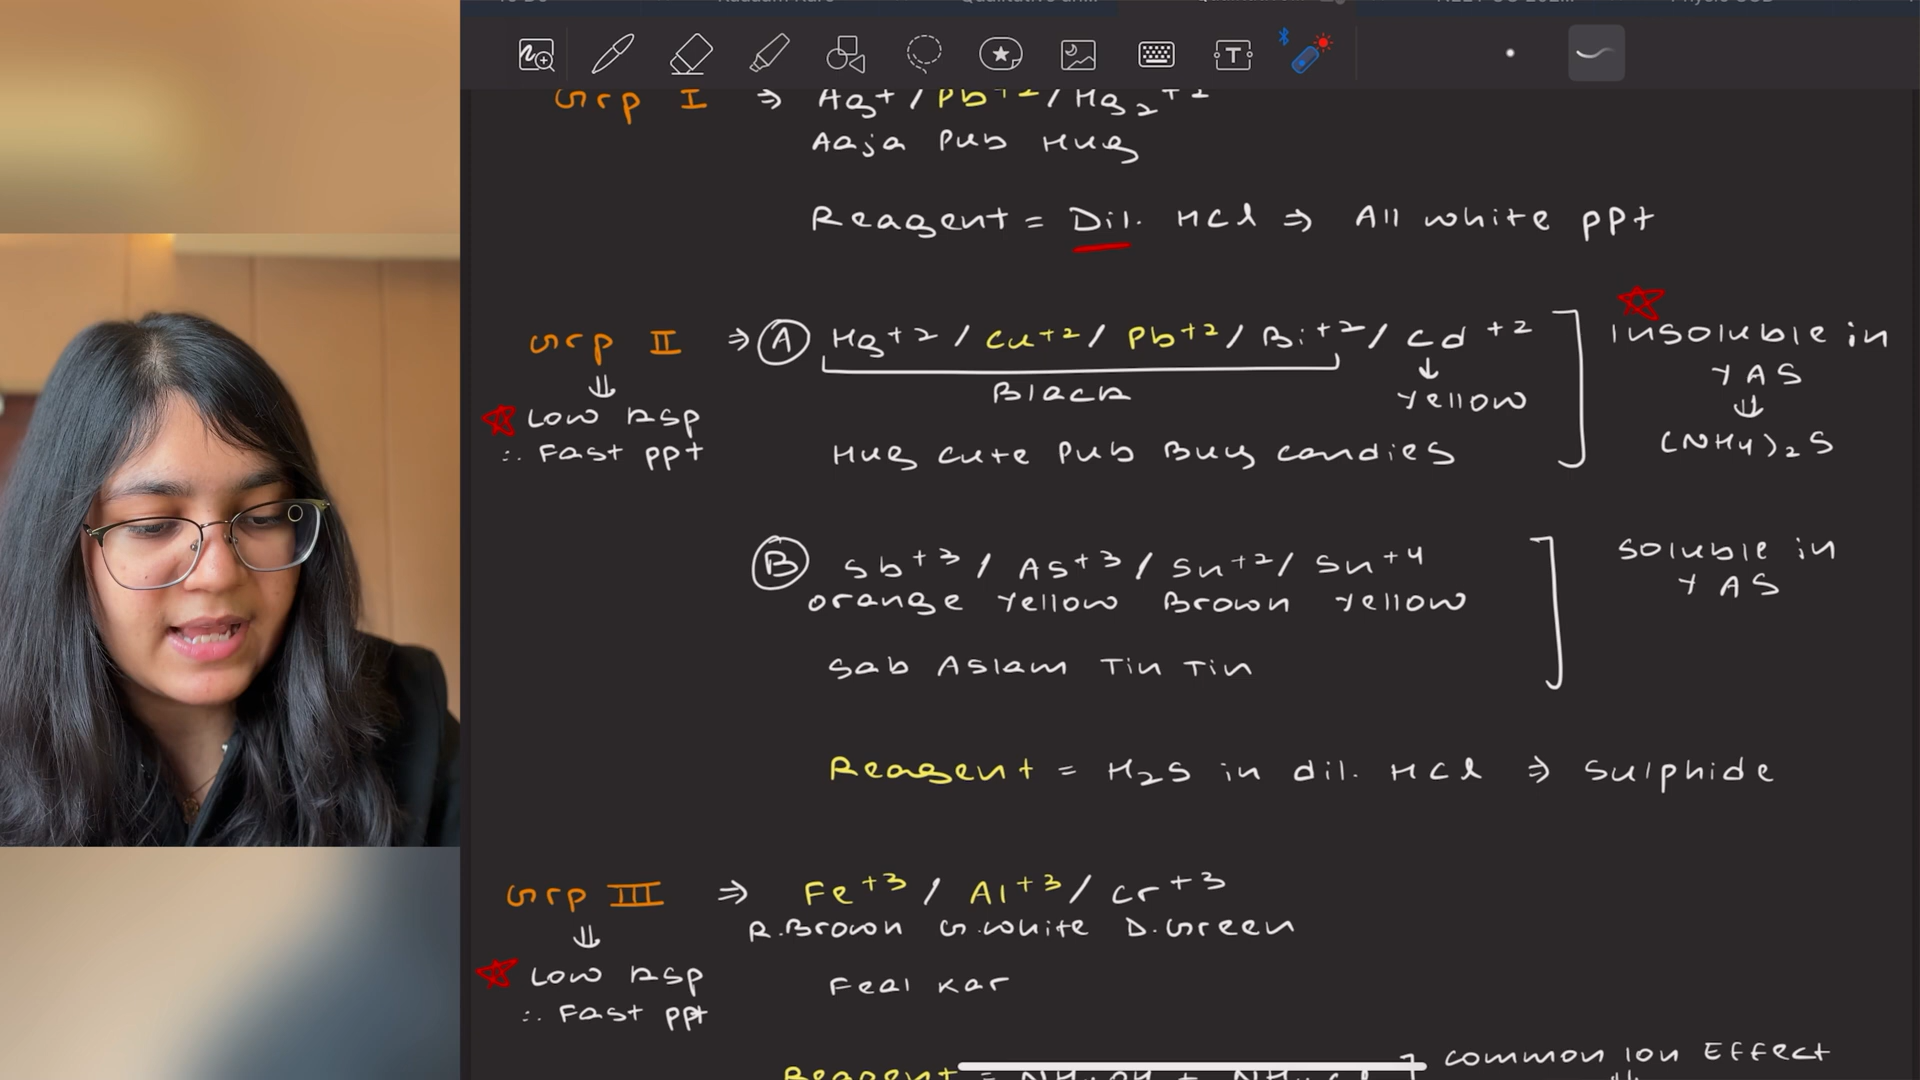 Grp I ⇒ Ag+ / Pb+2 / Hg2+2
Aaja Pub Hug
Reagent = Dil. HCl ⇒ All white ppt
Grp II ⇒ (A) Hg+2 / Cu+2 / Pb+2 / Bi+2 / Cd+2
Black
↓
Yellow
Hug cute Pub Buy candies
⇓
Low Ksp
∴ Fast ppt
Insoluble in
YAS
⇓
(NH4)2S
(B) Sb+3 / As+3 / Sn+2 / Sn+4
orange Yellow Brown Yellow
Sab Aslam Tin Tin
soluble in
YAS
Reagent = H2S in dil. HCl ⇒ Sulphide
Grp III ⇒ Fe+3 / Al+3 / Cr+3
R.Brown G.white D.Green
Feal Kar
⇓
Low Ksp
∴ Fast ppt
Reagent = NH4OH + NH4Cl
common Ion Effect